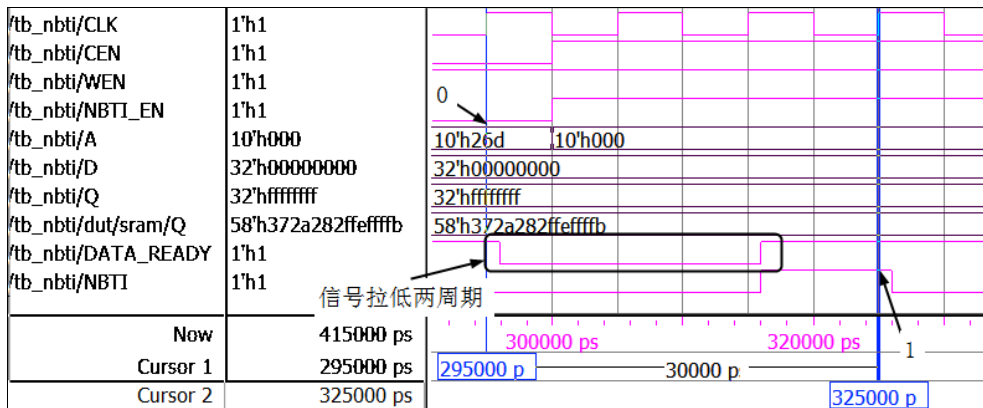 /tb_nbti/CLK 1'h1
/tb_nbti/CEN 1'h1
/tb_nbti/WEN 1'h1
/tb_nbti/NBTI_EN 1'h1 0
/tb_nbti/A 10'h000 10'h26d 10'h000
/tb_nbti/D 32'h00000000 32'h00000000
/tb_nbti/Q 32'hffffffff 32'hffffffff
/tb_nbti/dut/sram/Q 58'h372a282ffeffffb 58'h372a282ffeffffb
/tb_nbti/DATA_READY 1'h1
/tb_nbti/NBTI 1'h1
信号拉低两周期
Now 415000 ps 300000 ps 320000 ps 1
Cursor 1 295000 ps 295000 p 30000 p
Cursor 2 325000 ps 325000 p